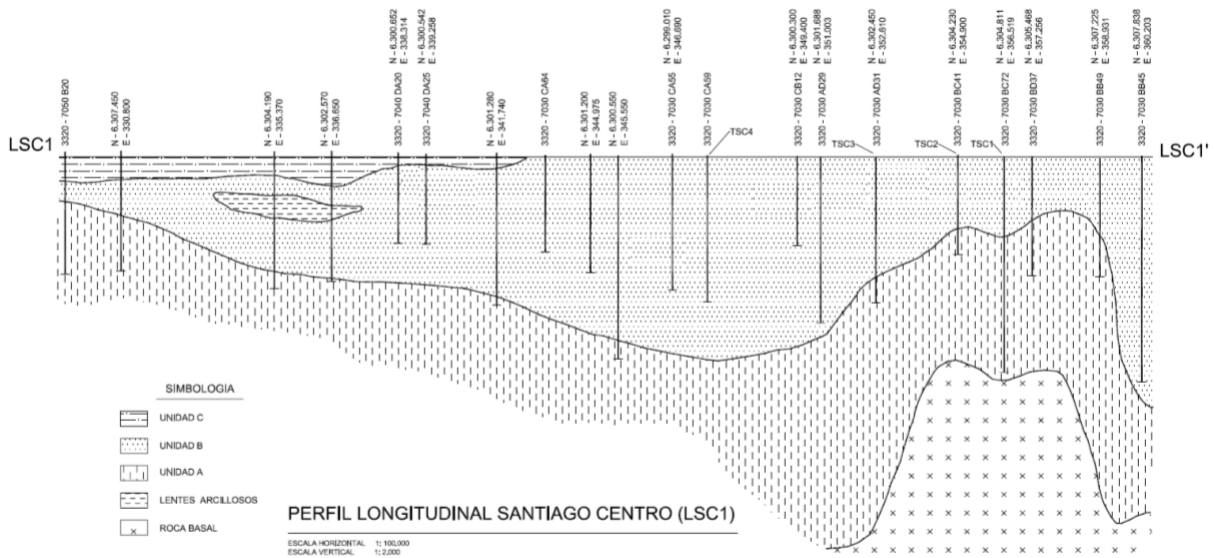 3320 - 7050 B20
N - 6.307.450
E - 330.800
N - 6.304.190
E - 335.370
N - 6.302.570
E - 336.650
N - 6.300.652
E - 338.314
3320 - 7040 DA20
N - 6.300.542
E - 339.258
3320 - 7040 DA25
N - 6.301.280
E - 341.740
3320 - 7030 CA64
N - 6.301.200
E - 344.975
N - 6.300.550
E - 345.550
N - 6.299.010
E - 346.690
3320 - 7030 CA55
3320 - 7030 CA59
N - 6.300.300
E - 349.400
3320 - 7030 CB12
N - 6.301.688
E - 351.003
3320 - 7030 AD29
N - 6.302.450
E - 352.610
3320 - 7030 AD31
N - 6.304.230
E - 354.900
3320 - 7030 BC41
N - 6.304.811
E - 356.519
3320 - 7030 BC72
N - 6.305.468
E - 357.256
3320 - 7030 BD37
N - 6.307.225
E - 358.931
3320 - 7030 BB49
N - 6.307.838
E - 360.203
3320 - 7030 BB45
LSC1
TSC4
TSC3
TSC2
TSC1
LSC1'
SIMBOLOGIA
UNIDAD C
UNIDAD B
UNIDAD A
LENTES ARCILLOSOS
ROCA BASAL
PERFIL LONGITUDINAL SANTIAGO CENTRO (LSC1)
ESCALA HORIZONTAL 1: 100,000
ESCALA VERTICAL 1: 2,000